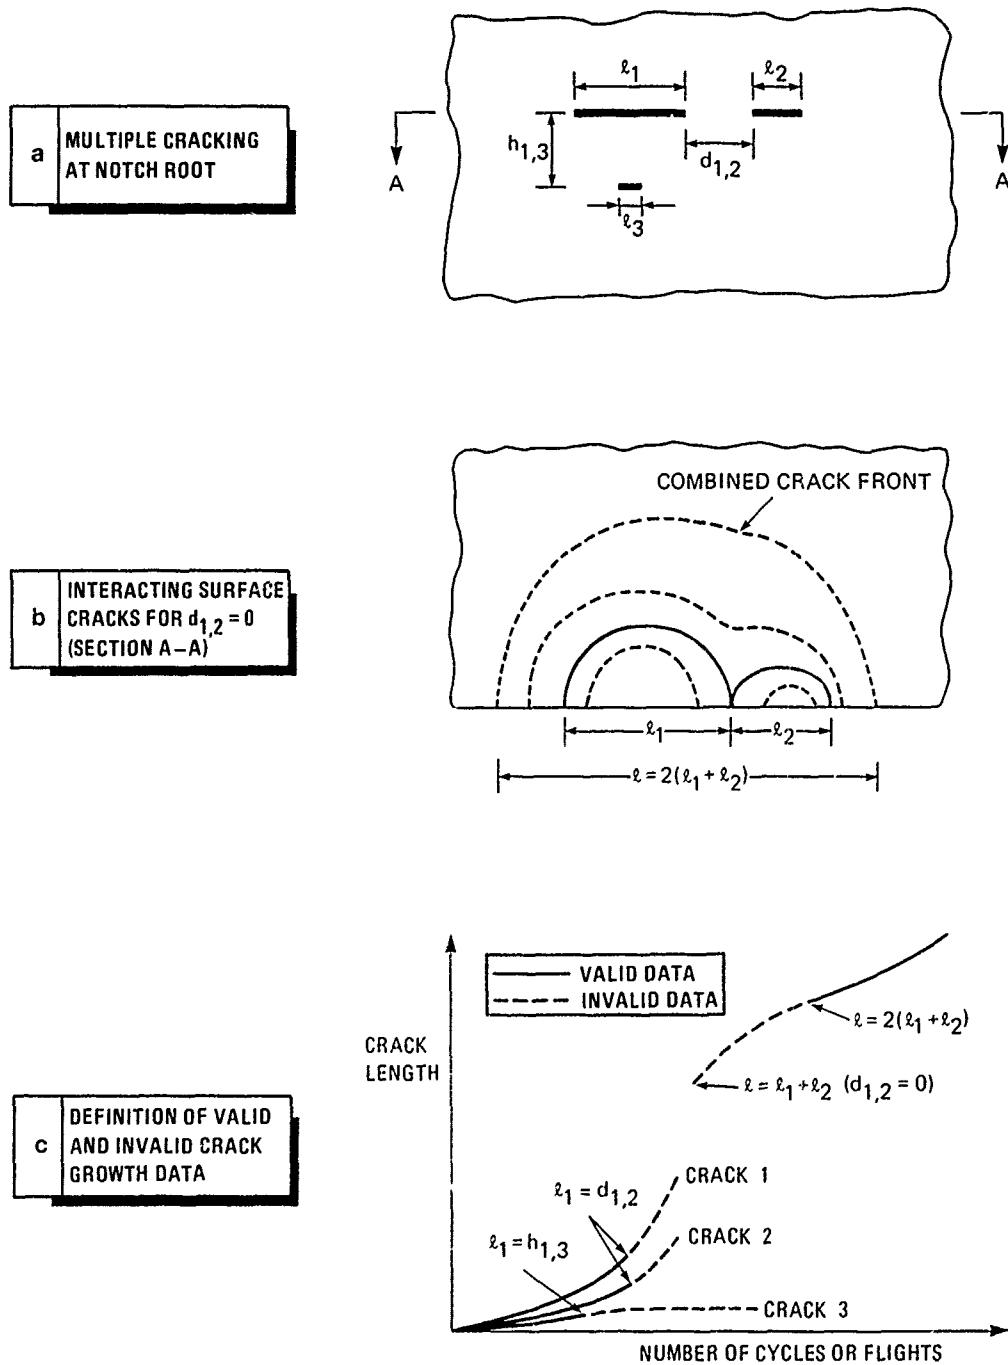 a
MULTIPLE CRACKING
AT NOTCH ROOT
ℓ1
ℓ2
h1,3
d1,2
A
A
ℓ3
COMBINED CRACK FRONT
b
INTERACTING SURFACE
CRACKS FOR d1,2 = 0
(SECTION A–A)
ℓ1
ℓ2
ℓ = 2(ℓ1 + ℓ2)
c
DEFINITION OF VALID
AND INVALID CRACK
GROWTH DATA
VALID DATA
INVALID DATA
CRACK
LENGTH
ℓ = 2(ℓ1 + ℓ2)
ℓ = ℓ1 + ℓ2 (d1,2 = 0)
CRACK 1
ℓ1 = d1,2
CRACK 2
ℓ1 = h1,3
CRACK 3
NUMBER OF CYCLES OR FLIGHTS